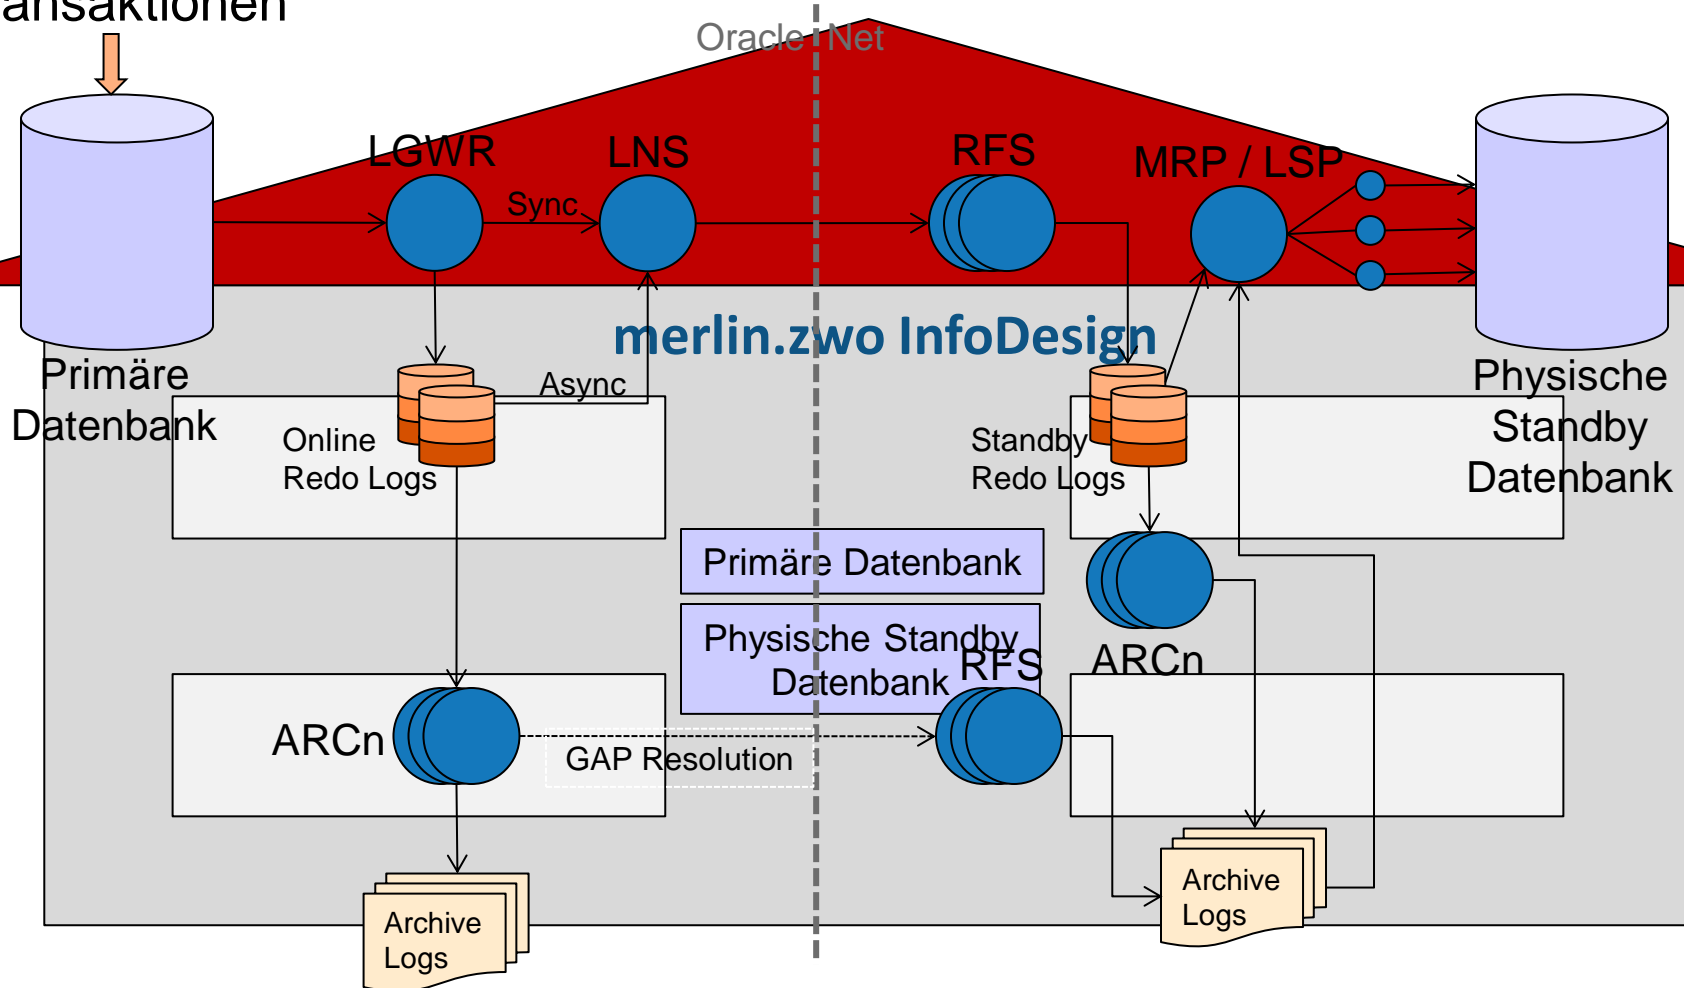 ansaktionen
Oracle Net
LGWR
LNS
RFS
MRP / LSP
Sync
merlin.zwo InfoDesign
Primäre
Datenbank
Async
Online
Redo Logs
Standby
Redo Logs
Physische
Standby
Datenbank
Primäre Datenbank
Physische Standby
Datenbank
RFS
ARCn
ARCn
GAP Resolution
Archive
Logs
Archive
Logs